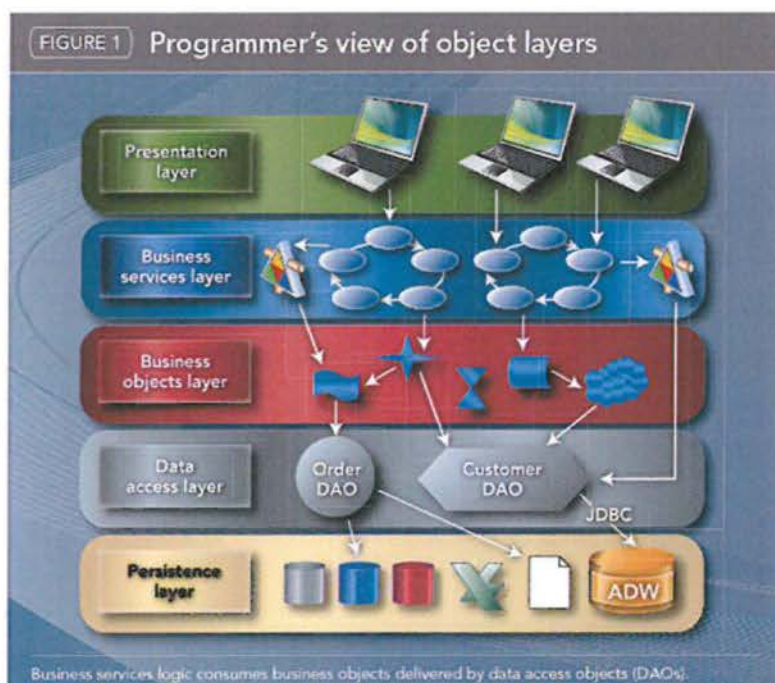 FIGURE 1 Programmer's view of object layers
Presentation
layer
Business
services layer
Business
objects layer
Data
access layer
Order
DAO
Customer
DAO
JDBC
Persistence
layer
ADW
Business services logic consumes business objects delivered by data access objects (DAOs).